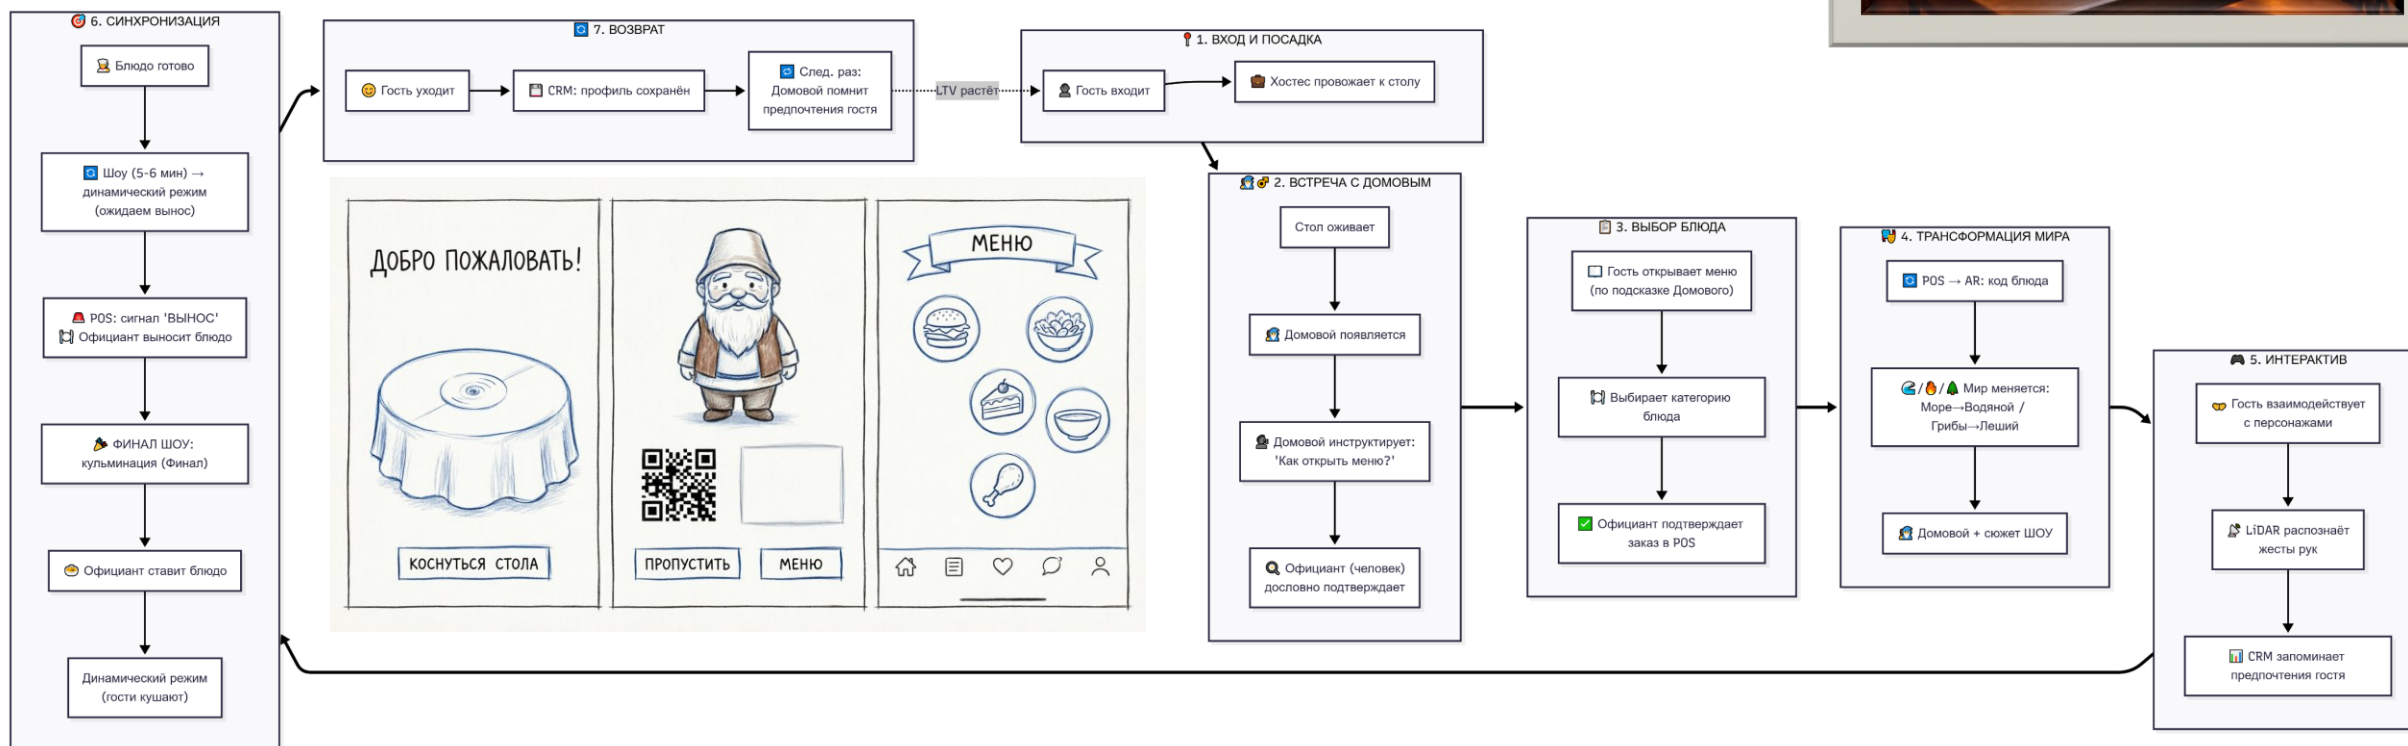 6. СИНХРОНИЗАЦИЯ
Блюдо готово
Шоу (5-6 мин) →
динамический режим
(ожидаем вынос)
POS: сигнал 'ВЫНОС'
Официант выносит блюдо
ФИНАЛ ШОУ:
кульминация (Финал)
Официант ставит блюдо
Динамический режим
(гости кушают)
7. ВОЗВРАТ
Гость уходит
CRM: профиль сохранён
След. раз:
Домовой помнит
предпочтения гостя
LTV растёт
1. ВХОД И ПОСАДКА
Гость входит
Хостес провожает к столу
ДОБРО ПОЖАЛОВАТЬ!
КОСНУТЬСЯ СТОЛА
ПРОПУСТИТЬ
МЕНЮ
МЕНЮ
2. ВСТРЕЧА С ДОМОВЫМ
Стол оживает
Домовой появляется
Домовой инструктирует:
'Как открыть меню?'
Официант (человек)
дословно подтверждает
3. ВЫБОР БЛЮДА
Гость открывает меню
(по подсказке Домового)
Выбирает категорию
блюда
Официант подтверждает
заказ в POS
4. ТРАНСФОРМАЦИЯ МИРА
POS → AR: код блюда
/ / Мир меняется:
Море→Водяной /
Грибы→Леший
Домовой + сюжет ШОУ
5. ИНТЕРАКТИВ
Гость взаимодействует
с персонажами
LiDAR распознаёт
жесты рук
CRM запоминает
предпочтения гостя